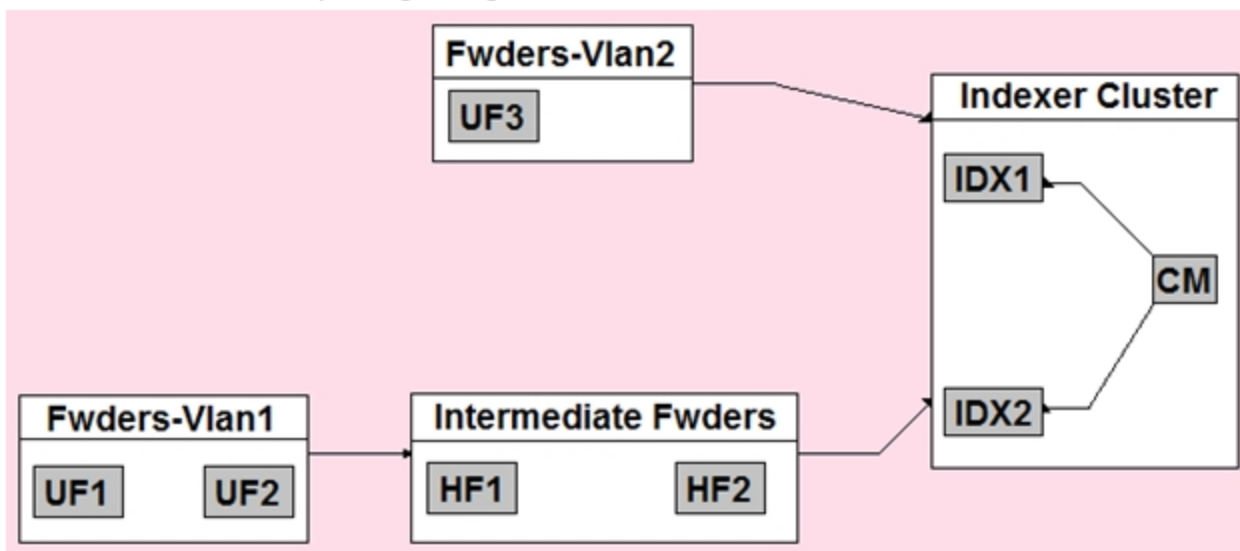 Fwders-Vlan2
UF3
Indexer Cluster
IDX1
CM
IDX2
Fwders-Vlan1
UF1 UF2
Intermediate Fwders
HF1 HF2